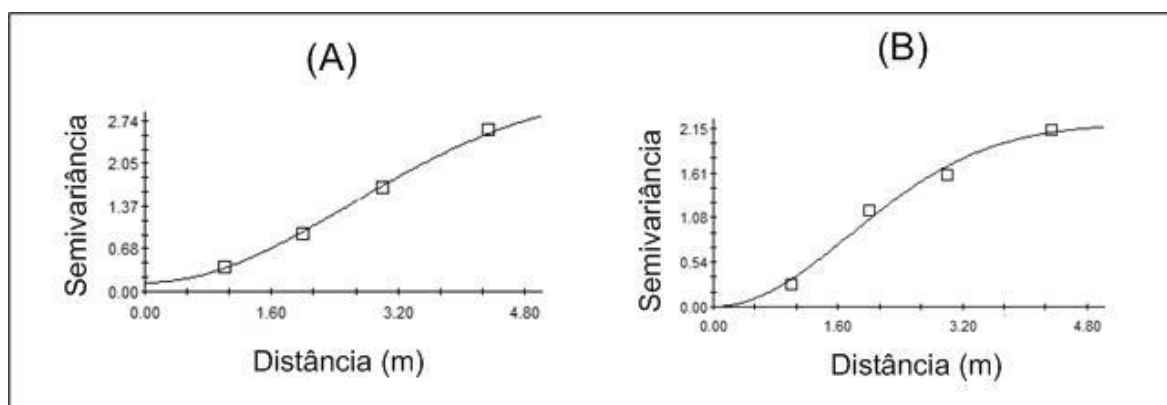 (A)
Semivariância
2.74
2.05
1.37
0.68
0.00
0.00 1.60 3.20 4.80
Distância (m)
(B)
Semivariância
2.15
1.61
1.08
0.54
0.00
0.00 1.60 3.20 4.80
Distância (m)